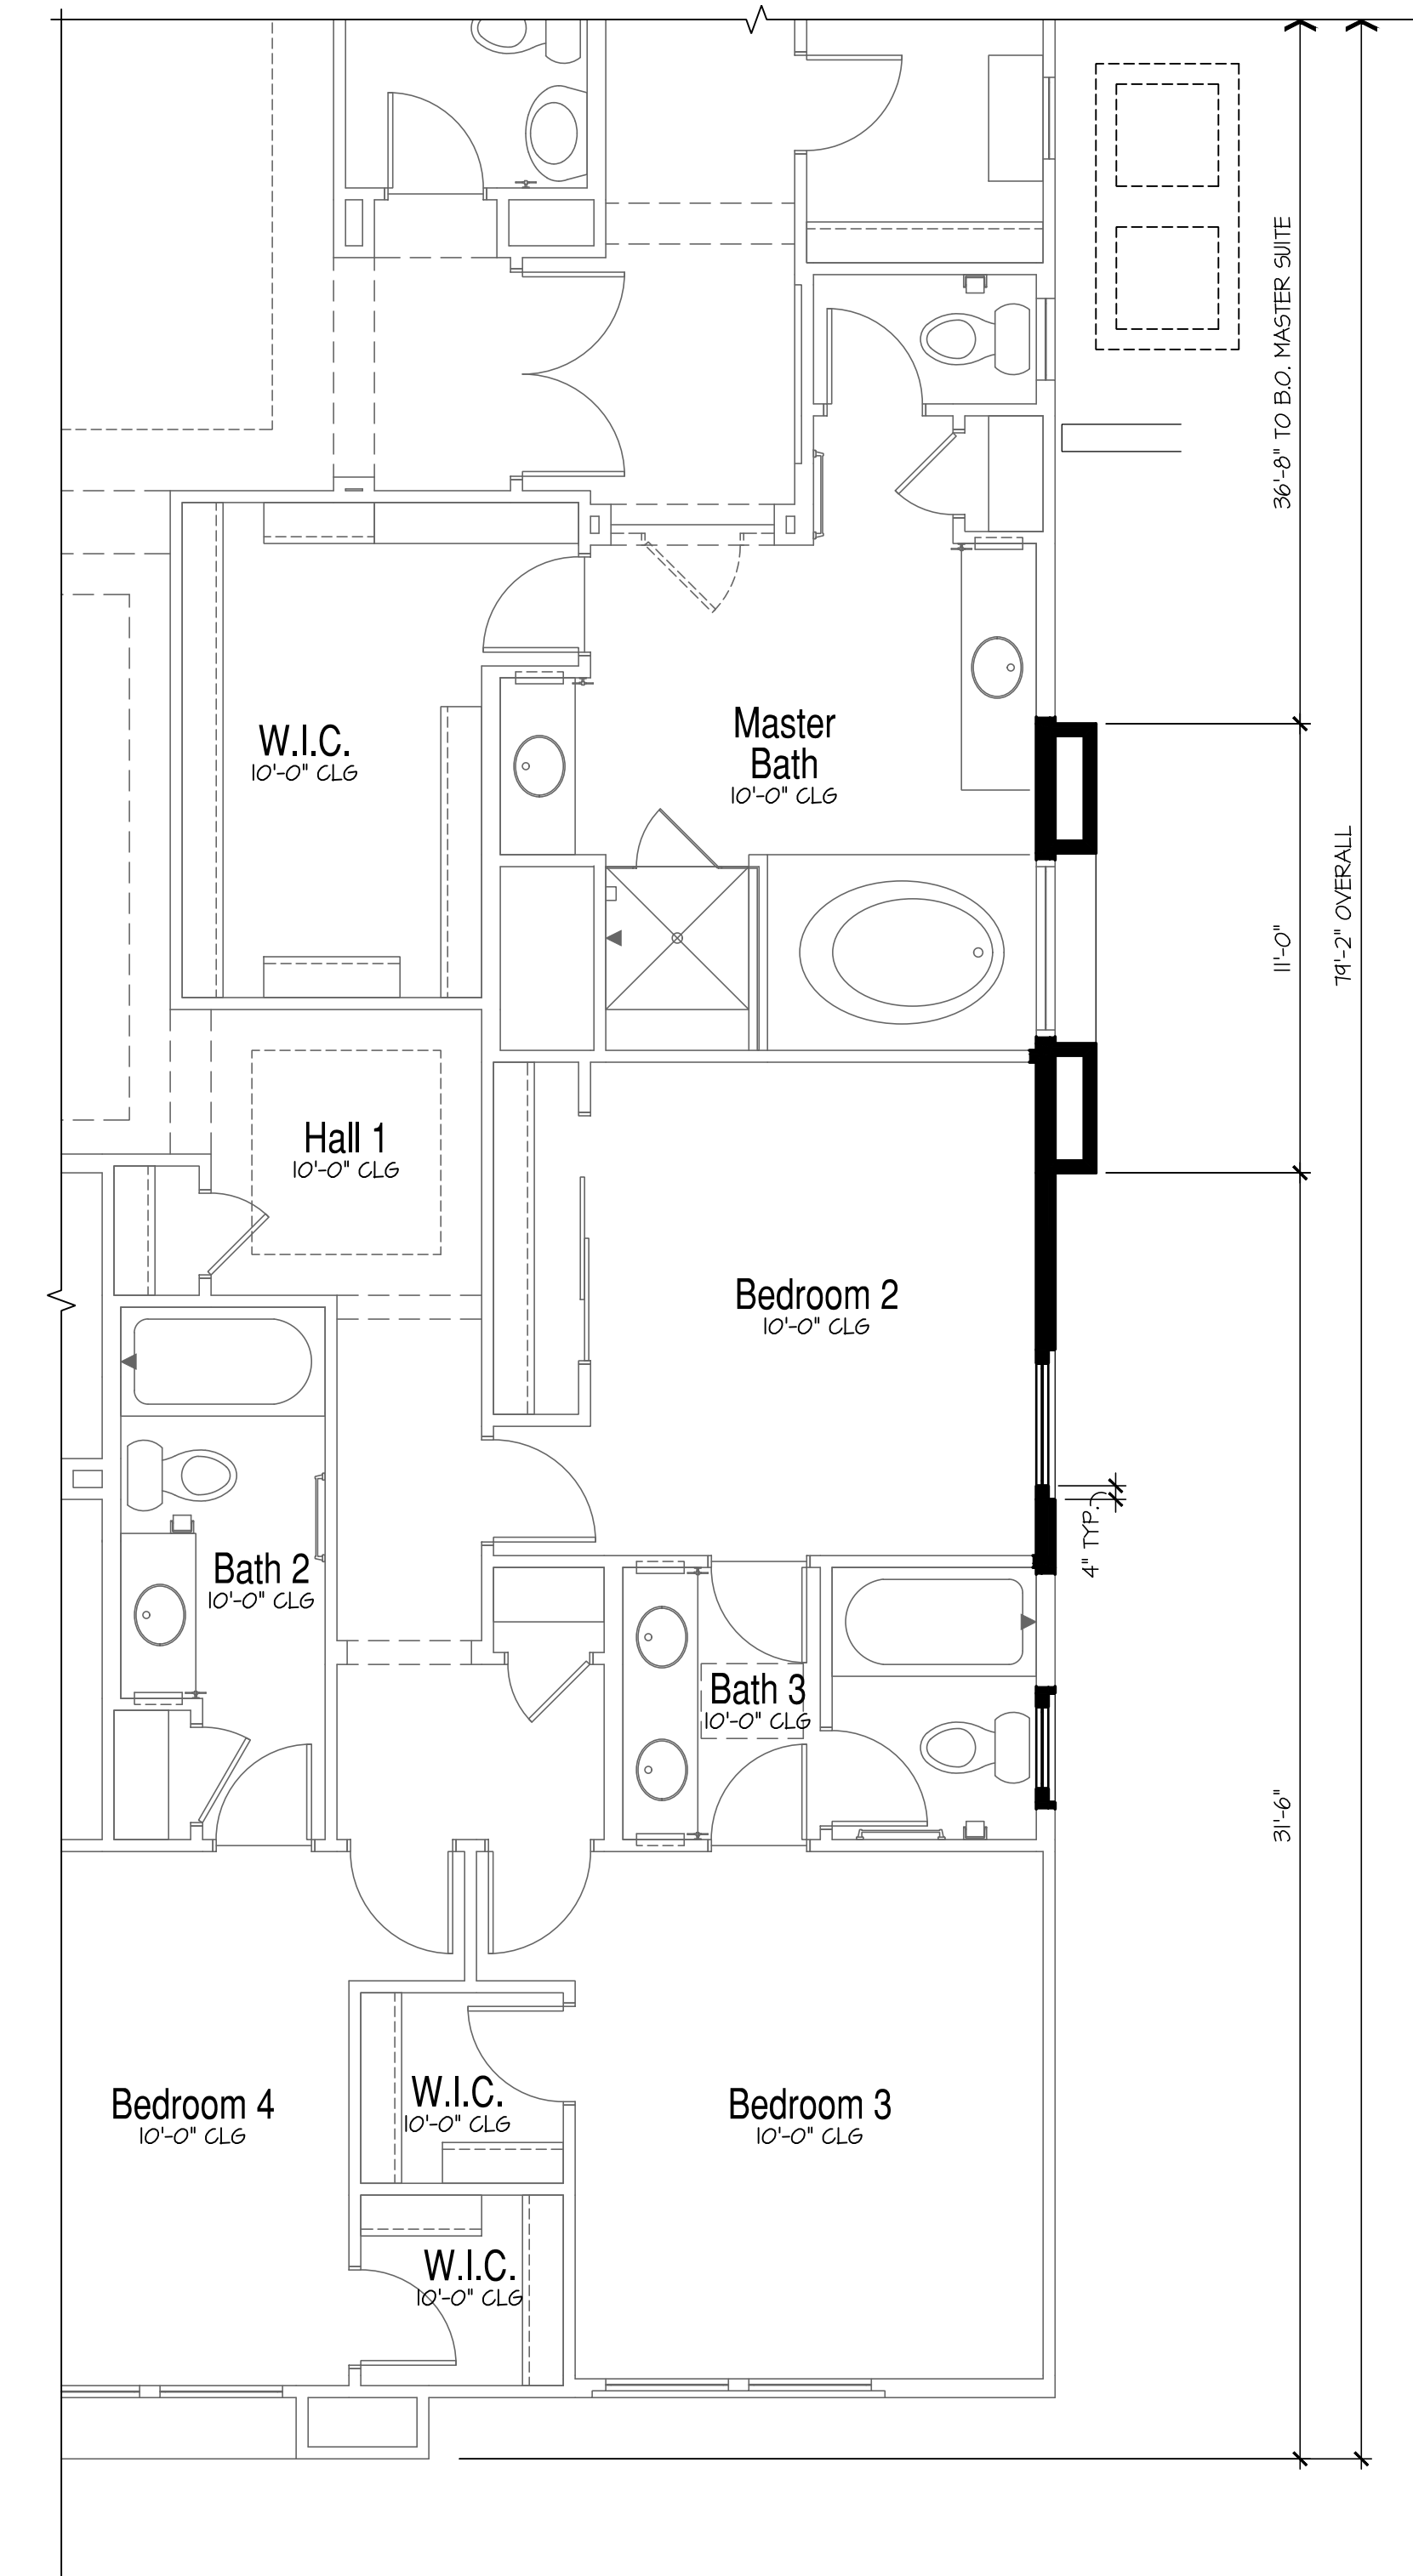 36'-8" TO B.O. MASTER SUITE
W.I.C.
10'-0" CLG
Master
Bath
10'-0" CLG
11'-0"
79'-2" OVERALL
Hall 1
10'-0" CLG
Bedroom 2
10'-0" CLG
4" TYP.
Bath 2
10'-0" CLG
Bath 3
10'-0" CLG
31'-6"
Bedroom 4
10'-0" CLG
W.I.C.
10'-0" CLG
Bedroom 3
10'-0" CLG
W.I.C.
10'-0" CLG